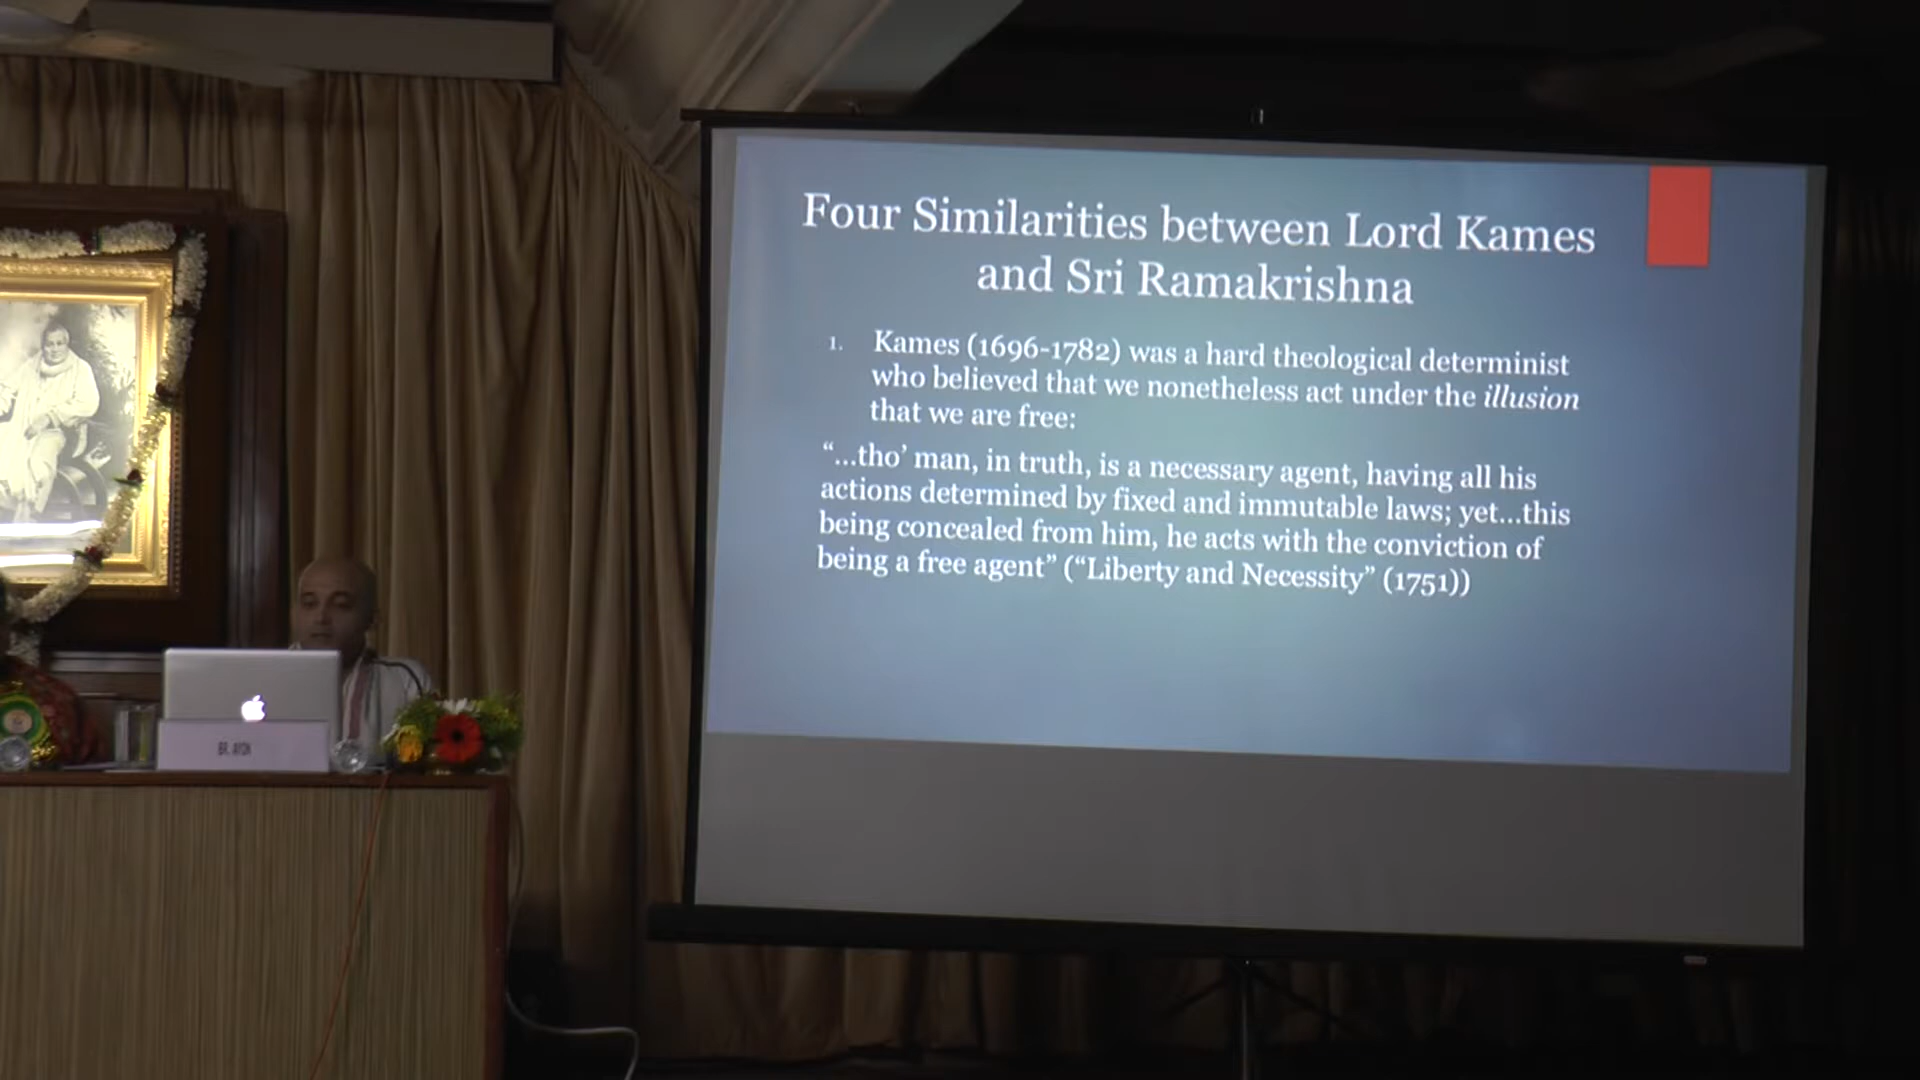 Four Similarities between Lord Kames
and Sri Ramakrishna
1. Kames (1696-1782) was a hard theological determinist
who believed that we nonetheless act under the illusion
that we are free:
“...tho’ man, in truth, is a necessary agent, having all his
actions determined by fixed and immutable laws; yet...this
being concealed from him, he acts with the conviction of
being a free agent” (“Liberty and Necessity” (1751))
BR. AYON